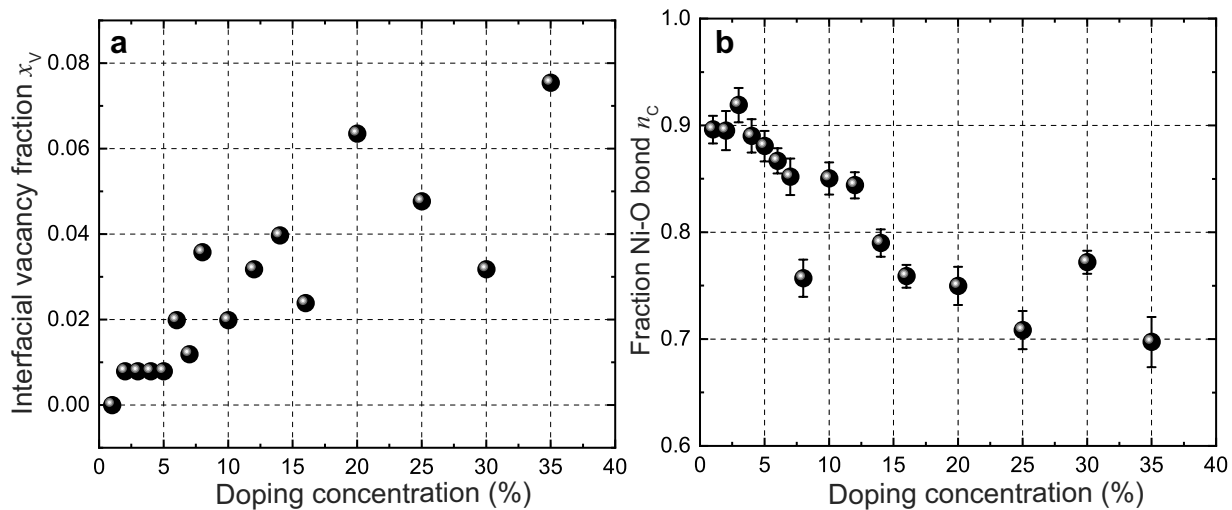 a
0.08
0.06
0.04
0.02
0.00
Interfacial vacancy fraction xV
0 5 10 15 20 25 30 35 40
Doping concentration (%)
b
1.0
0.9
0.8
0.7
0.6
Fraction Ni-O bond nC
0 5 10 15 20 25 30 35 40
Doping concentration (%)